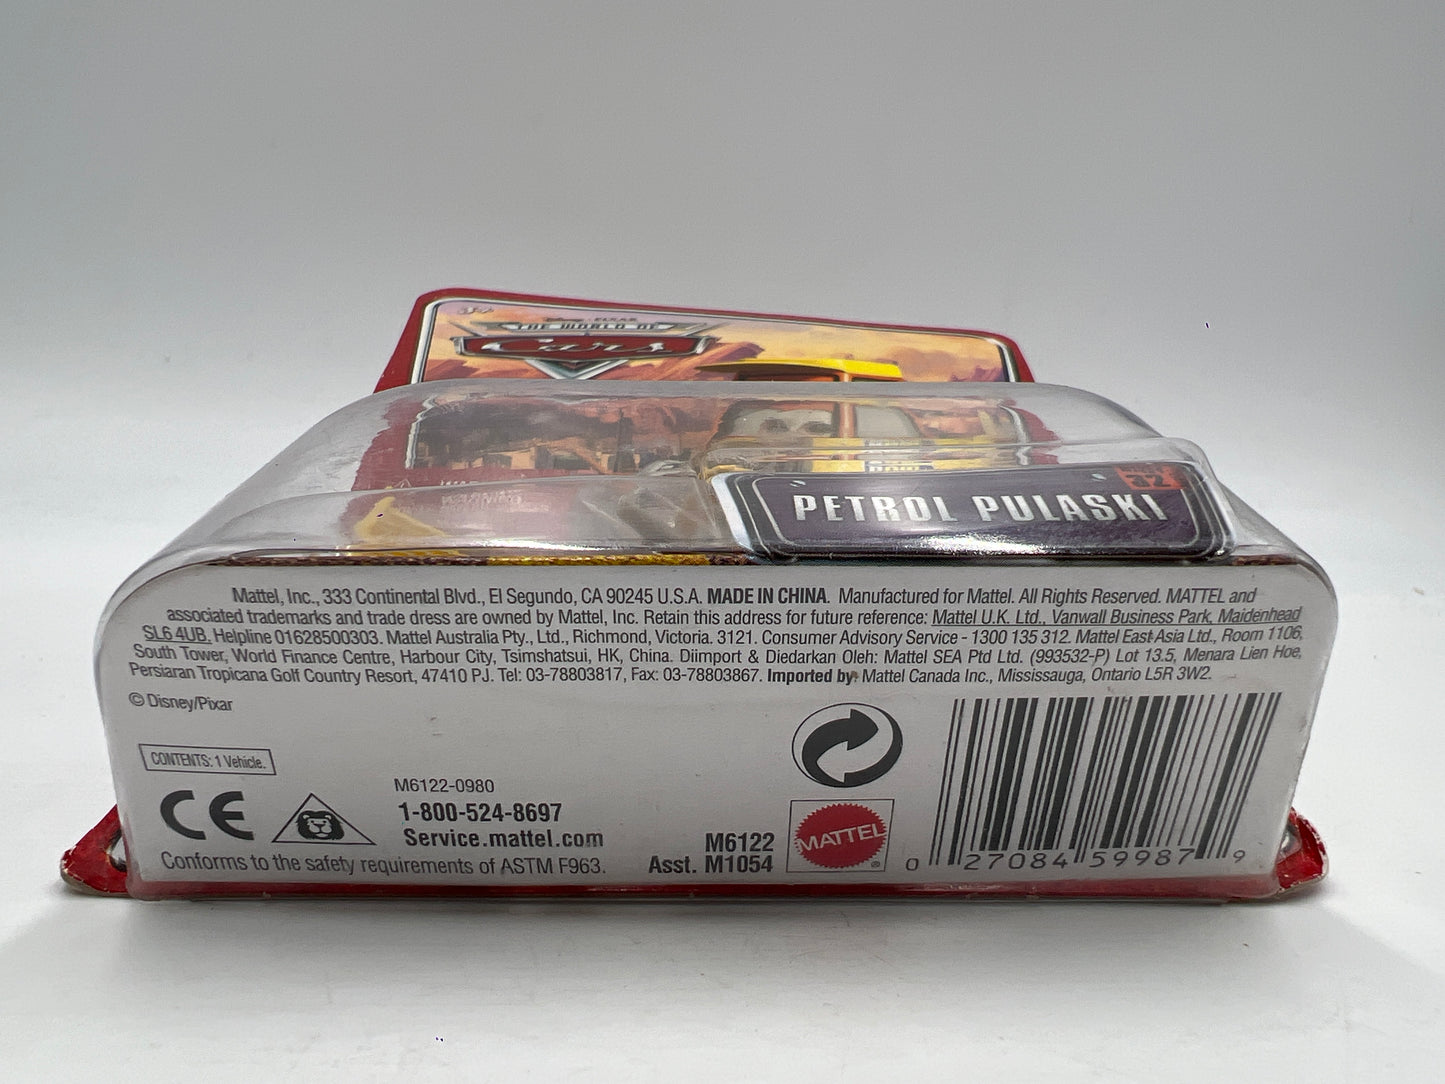 3+
DISNEY · PIXAR
THE WORLD OF
Cars
WARNING
32
PETROL PULASKI
Mattel, Inc., 333 Continental Blvd., El Segundo, CA 90245 U.S.A. MADE IN CHINA. Manufactured for Mattel. All Rights Reserved. MATTEL and
associated trademarks and trade dress are owned by Mattel, Inc. Retain this address for future reference: Mattel U.K. Ltd., Vanwall Business Park, Maidenhead
SL6 4UB. Helpline 01628500303. Mattel Australia Pty., Ltd., Richmond, Victoria. 3121. Consumer Advisory Service - 1300 135 312. Mattel East Asia Ltd., Room 1106,
South Tower, World Finance Centre, Harbour City, Tsimshatsui, HK, China. Diimport & Diedarkan Oleh: Mattel SEA Ptd Ltd. (993532-P) Lot 13.5, Menara Lien Hoe,
Persiaran Tropicana Golf Country Resort, 47410 PJ. Tel: 03-78803817, Fax: 03-78803867. Imported by: Mattel Canada Inc., Mississauga, Ontario L5R 3W2.
© Disney/Pixar
CONTENTS: 1 Vehicle.
CE
M6122-0980
1-800-524-8697
Service.mattel.com
Conforms to the safety requirements of ASTM F963.
M6122
Asst. M1054
MATTEL
®
0 27084 59987 9